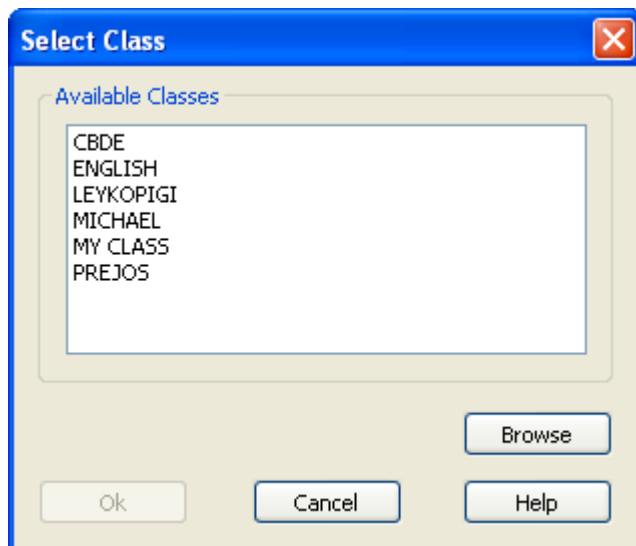 Select Class
Available Classes
CBDE
ENGLISH
LEYKOPIGI
MICHAEL
MY CLASS
PREJOS
Browse
Ok Cancel Help